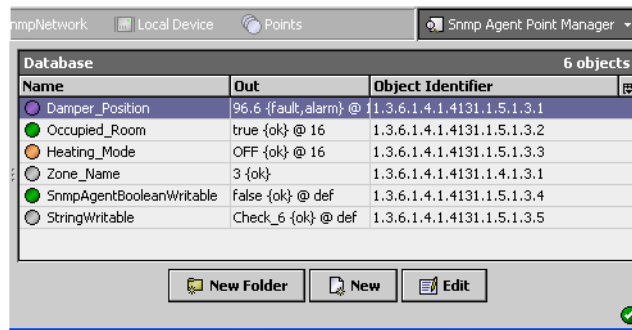 nmpNetwork Local Device Points Snmp Agent Point Manager
Database 6 objects
Name Out Object Identifier
Damper_Position 96.6 {fault,alarm} @ 1 1.3.6.1.4.1.4131.1.5.1.3.1
Occupied_Room true {ok} @ 16 1.3.6.1.4.1.4131.1.5.1.3.2
Heating_Mode OFF {ok} @ 16 1.3.6.1.4.1.4131.1.5.1.3.3
Zone_Name 3 {ok} 1.3.6.1.4.1.4131.1.4.1.3.1
SnmpAgentBooleanWritable false {ok} @ def 1.3.6.1.4.1.4131.1.5.1.3.4
StringWritable Check_6 {ok} @ def 1.3.6.1.4.1.4131.1.5.1.3.5
New Folder New Edit